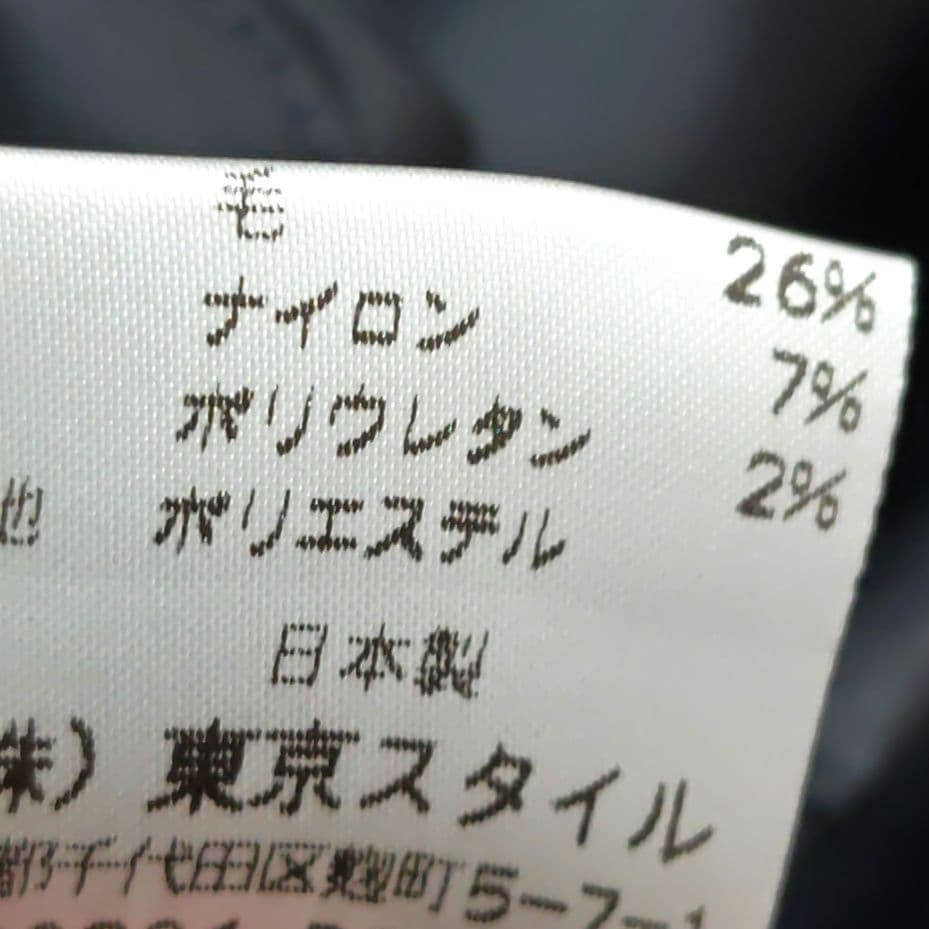 毛 26%
ナイロン 7%
ポリウレタン 2%
地 ポリエステル
日本製
株）東京スタイル
都千代田区麹町5-7-